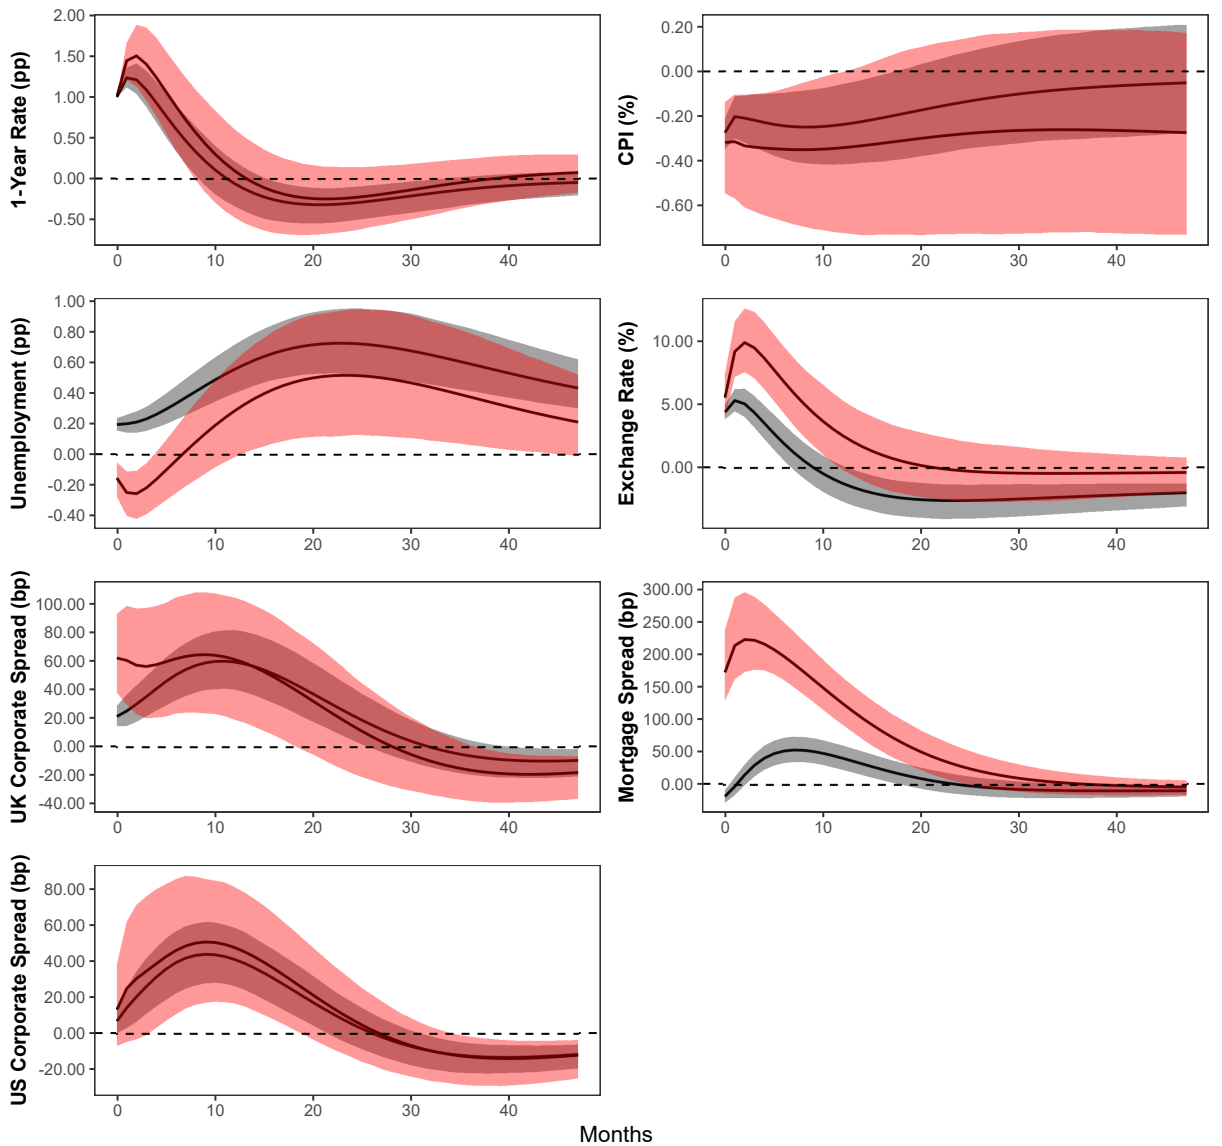 1-Year Rate (pp)
2.00
1.50
1.00
0.50
0.00
-0.50
0 10 20 30 40
CPI (%)
0.20
0.00
-0.20
-0.40
-0.60
0 10 20 30 40
Unemployment (pp)
1.00
0.80
0.60
0.40
0.20
0.00
-0.20
-0.40
0 10 20 30 40
Exchange Rate (%)
10.00
5.00
0.00
0 10 20 30 40
UK Corporate Spread (bp)
100.00
80.00
60.00
40.00
20.00
0.00
-20.00
-40.00
0 10 20 30 40
Mortgage Spread (bp)
300.00
250.00
200.00
150.00
100.00
50.00
0.00
0 10 20 30 40
US Corporate Spread (bp)
80.00
60.00
40.00
20.00
0.00
-20.00
0 10 20 30 40
Months